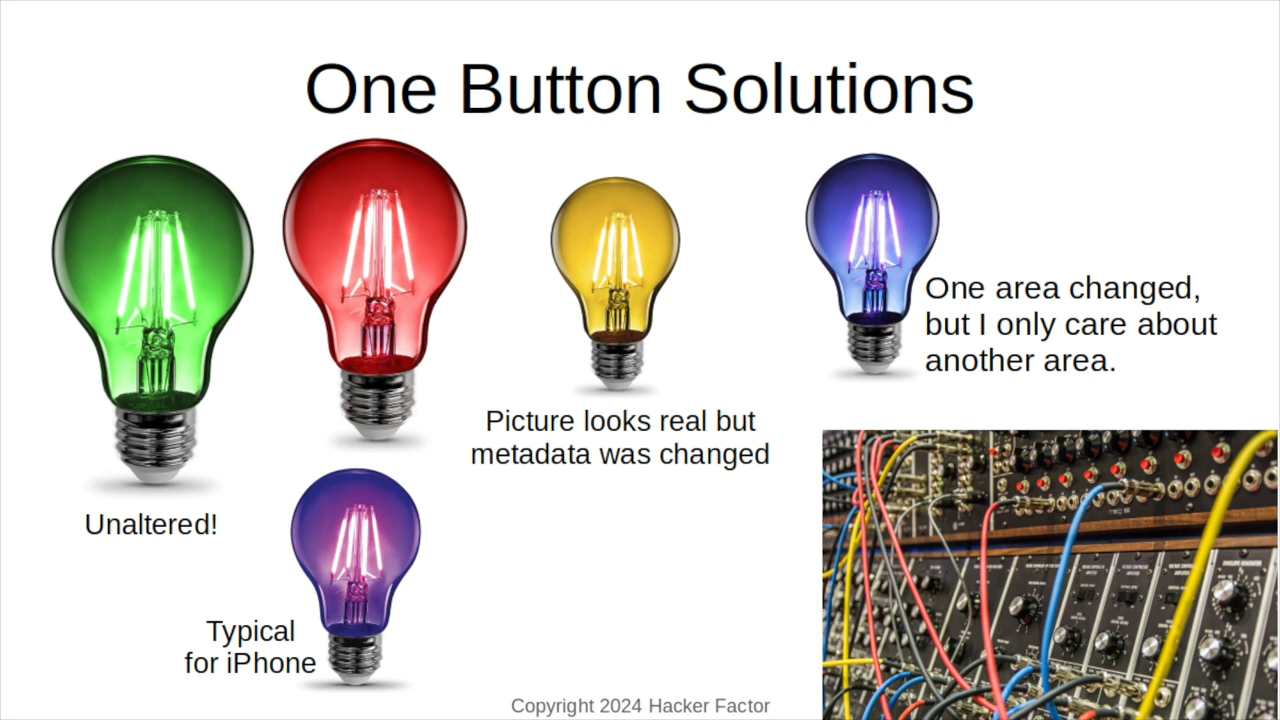 One Button Solutions
One area changed,
but I only care about
another area.
Picture looks real but
metadata was changed
Unaltered!
Typical
for iPhone
Copyright 2024 Hacker Factor